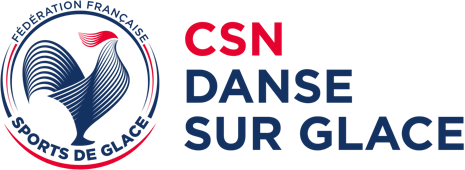 FÉDÉRATION FRANÇAISE
SPORTS DE GLACE
CSN
DANSE
SUR GLACE